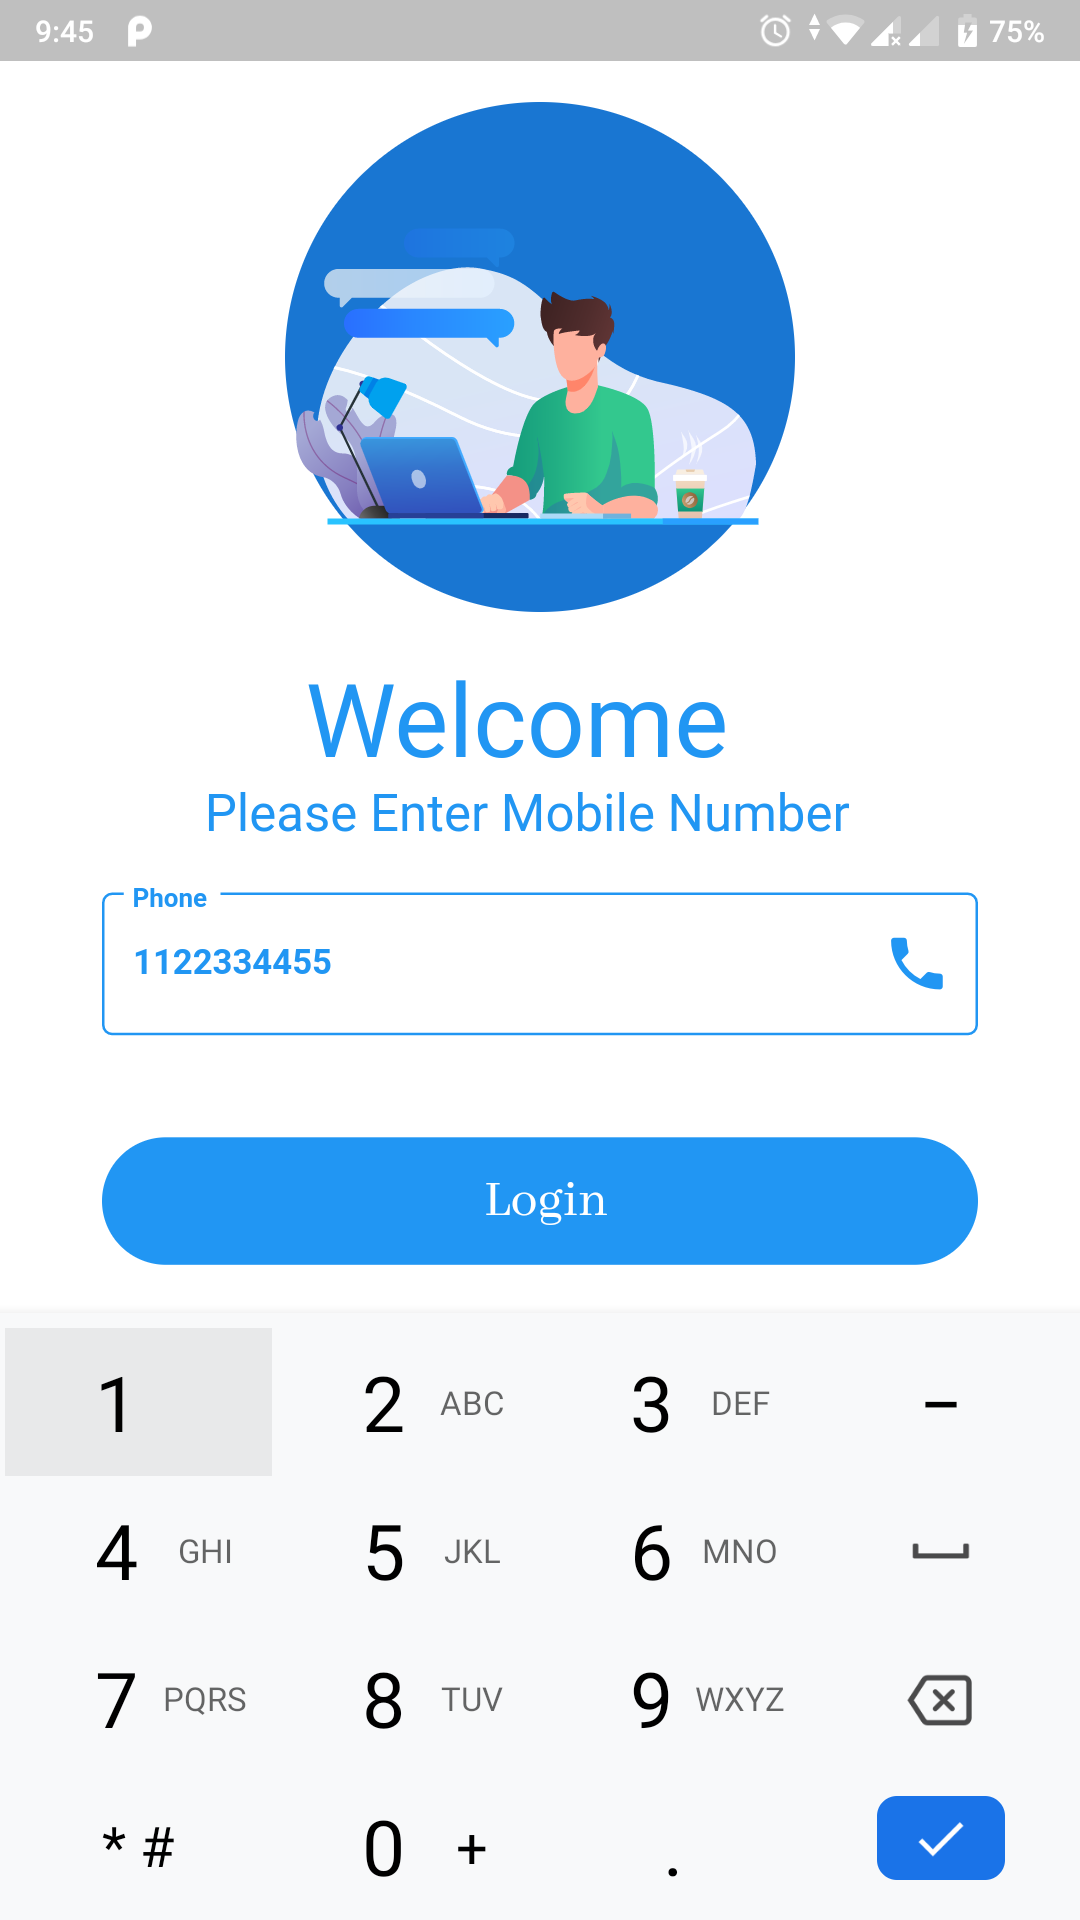 9:45 75%
Welcome
Please Enter Mobile Number
Phone
1122334455
Login
1 2 ABC 3 DEF –
4 GHI 5 JKL 6 MNO
7 PQRS 8 TUV 9 WXYZ
* # 0 + .